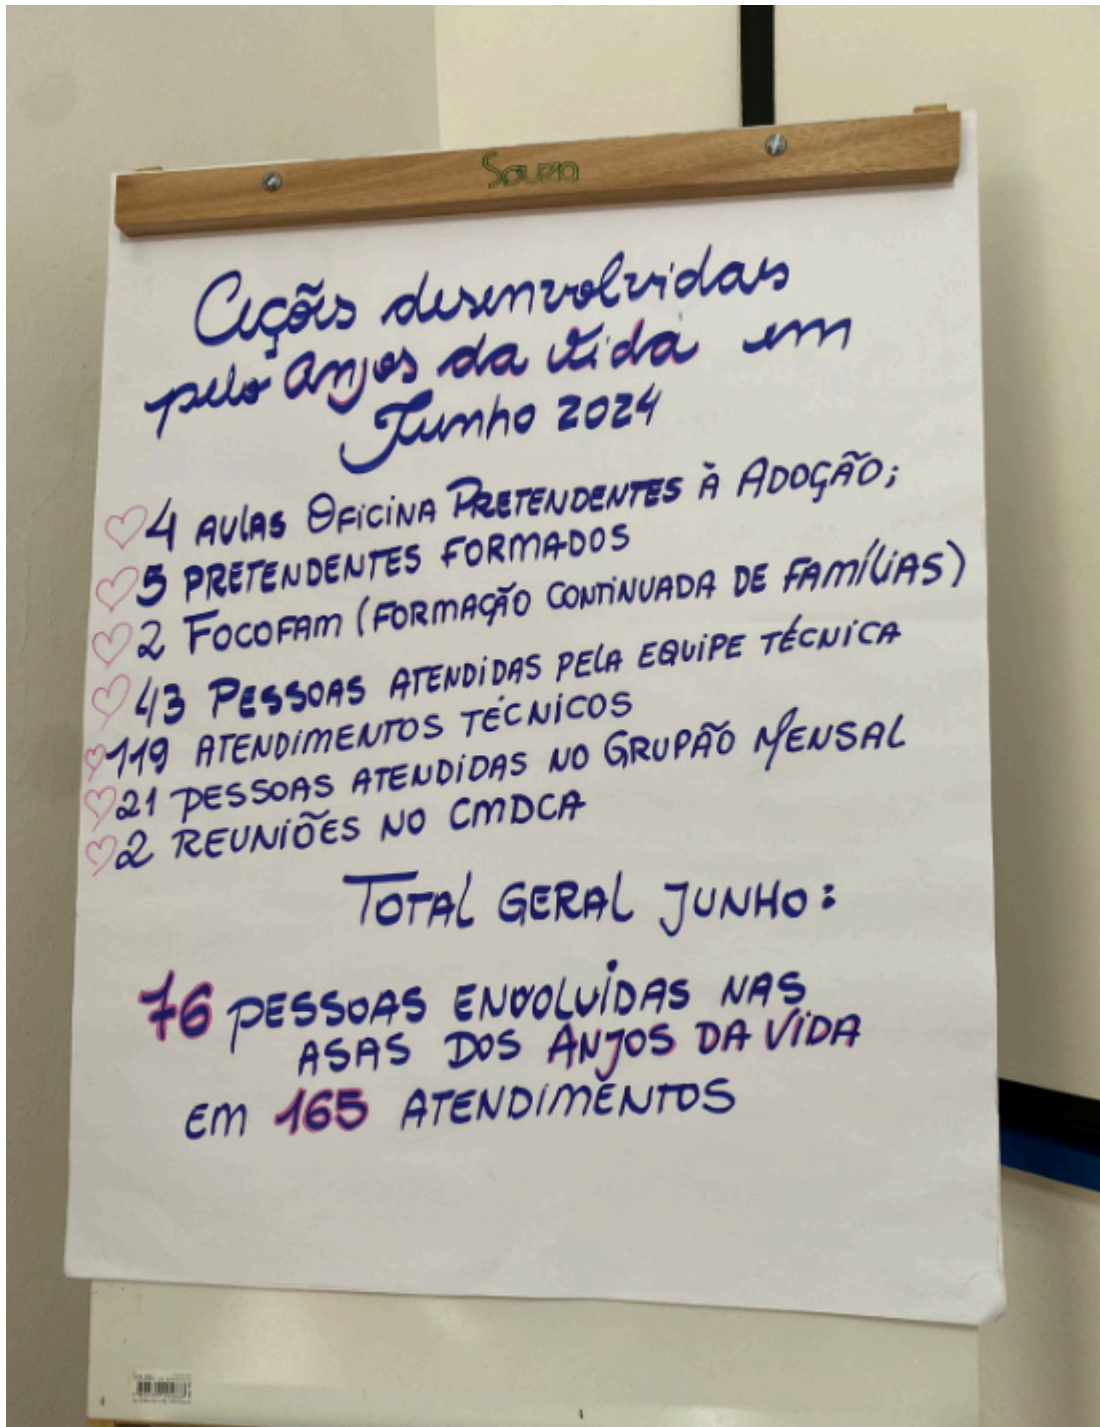 SOUZA
Ações desenvolvidas
pelo Anjos da Vida em
Junho 2024
♡4 AULAS OFICINA PRETENDENTES À ADOÇÃO;
♡5 PRETENDENTES FORMADOS
♡2 FOCOFAM (FORMAÇÃO CONTINUADA DE FAMÍLIAS)
♡43 PESSOAS ATENDIDAS PELA EQUIPE TÉCNICA
♡119 ATENDIMENTOS TÉCNICOS
♡21 PESSOAS ATENDIDAS NO GRUPÃO MENSAL
♡2 REUNIÕES NO CMDCA
TOTAL GERAL JUNHO:
76 PESSOAS ENVOLVIDAS NAS
ASAS DOS ANJOS DA VIDA
EM 165 ATENDIMENTOS